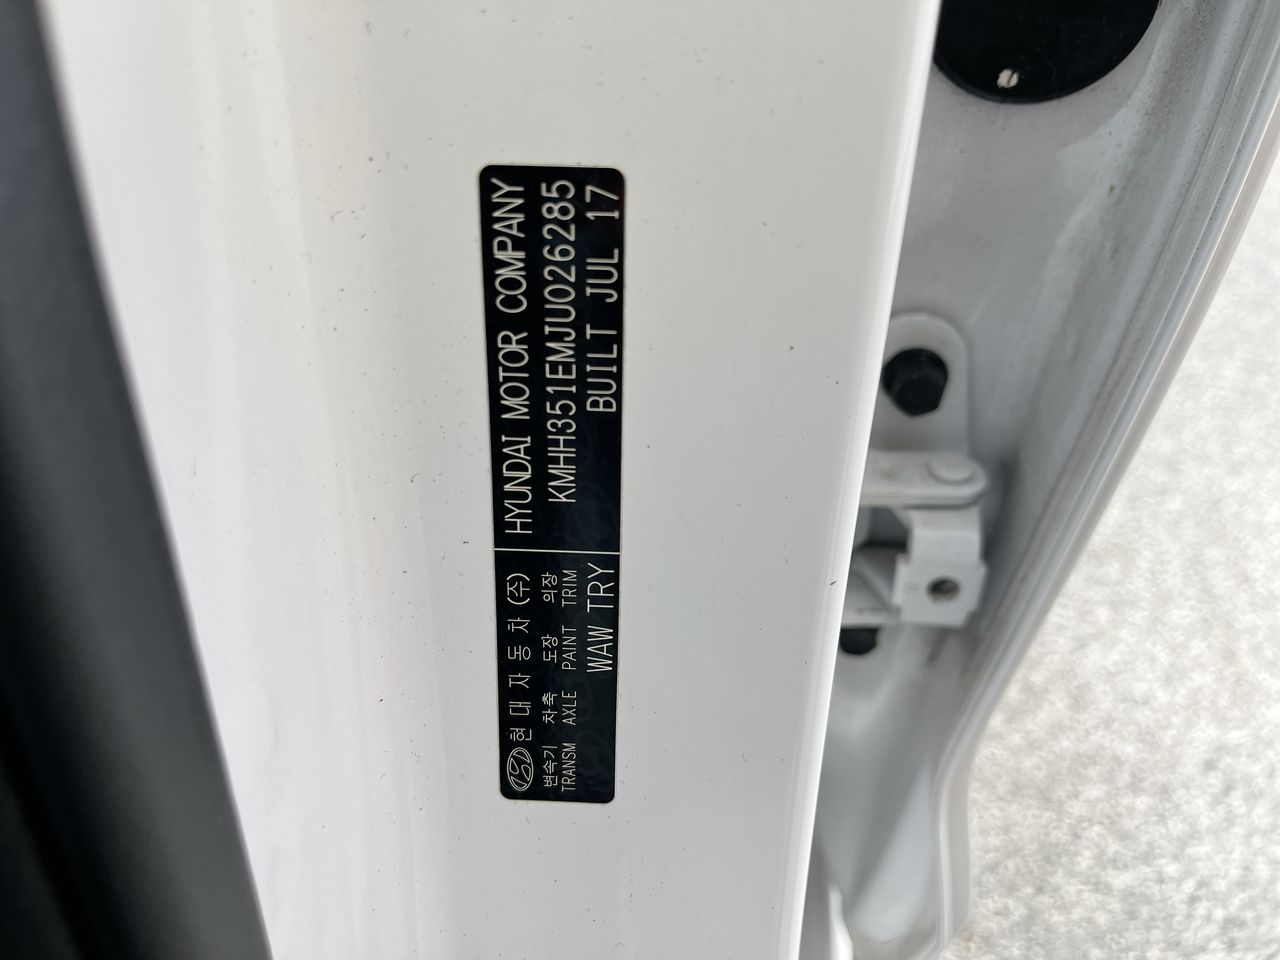 현대자동차(주)
HYUNDAI MOTOR COMPANY
변속기 차축 도장 의장
KMHH351EMJU026285
TRANSM AXLE PAINT TRIM
WAW TRY
BUILT JUL 17